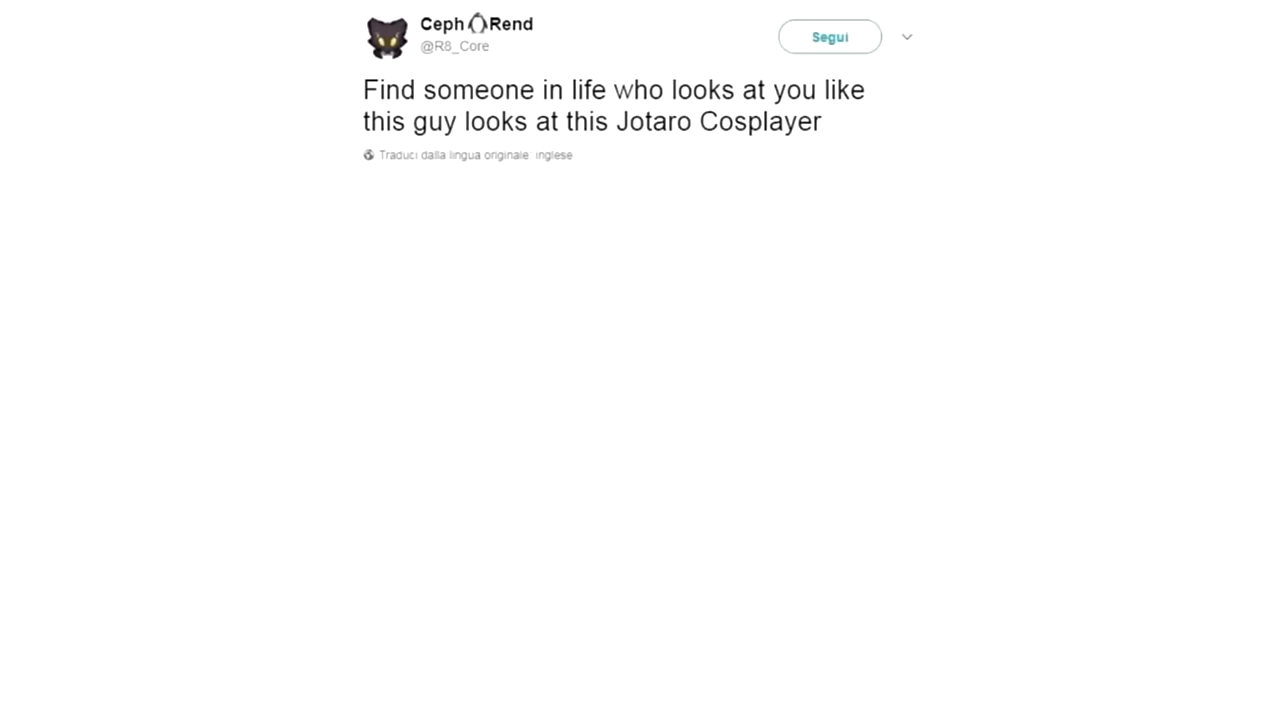 Ceph Rend
@R8_Core
Segui
Find someone in life who looks at you like
this guy looks at this Jotaro Cosplayer
Traduci dalla lingua originale: inglese